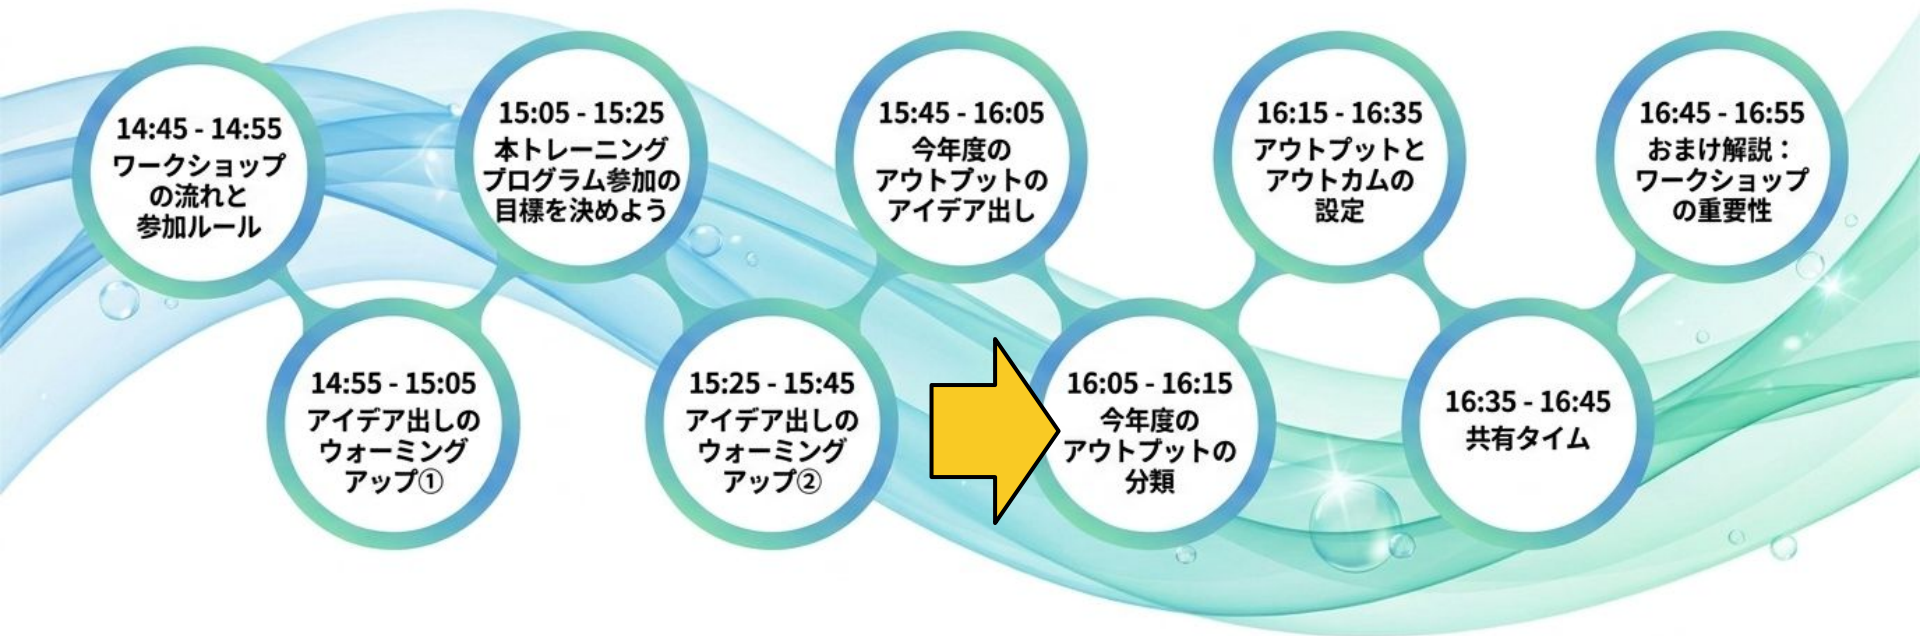 14:45 - 14:55
ワークショップ
の流れと
参加ルール
14:55 - 15:05
アイデア出しの
ウォーミング
アップ①
15:05 - 15:25
本トレーニング
プログラム参加の
目標を決めよう
15:25 - 15:45
アイデア出しの
ウォーミング
アップ②
15:45 - 16:05
今年度の
アウトプットの
アイデア出し
16:05 - 16:15
今年度の
アウトプットの
分類
16:15 - 16:35
アウトプットと
アウトカムの
設定
16:35 - 16:45
共有タイム
16:45 - 16:55
おまけ解説：
ワークショップ
の重要性